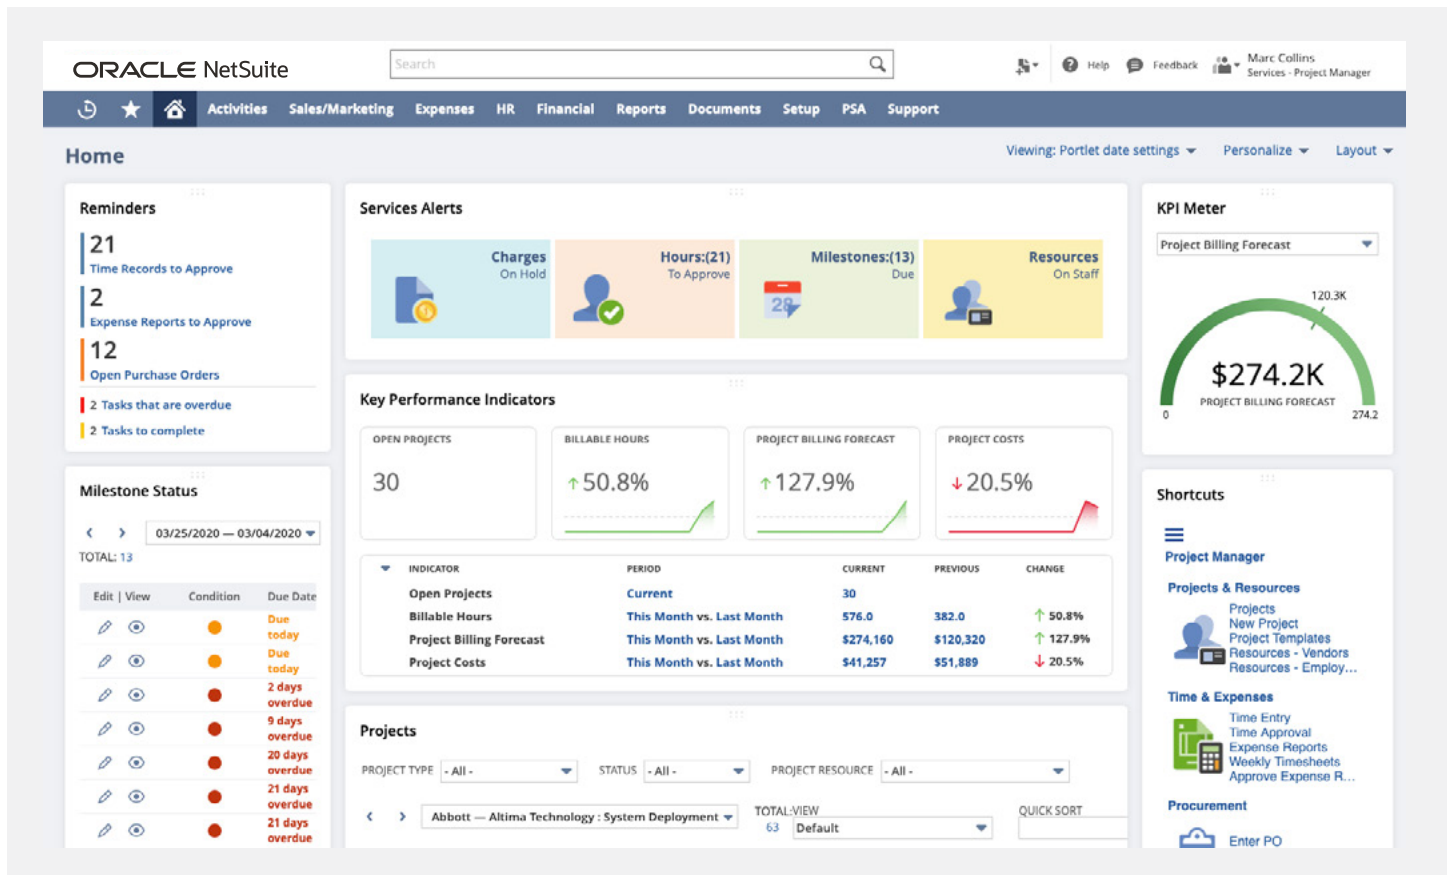 ORACLE NetSuite
Search
Help
Feedback
Marc Collins
Services - Project Manager
Activities
Sales/Marketing
Expenses
HR
Financial
Reports
Documents
Setup
PSA
Support
Home
Viewing: Portlet date settings
Personalize
Layout
Reminders
21
Time Records to Approve
2
Expense Reports to Approve
12
Open Purchase Orders
2 Tasks that are overdue
2 Tasks to complete
Milestone Status
03/25/2020 — 03/04/2020
TOTAL: 13
Edit | View Condition Due Date
Due
today
Due
today
2 days
overdue
9 days
overdue
20 days
overdue
21 days
overdue
21 days
overdue
Services Alerts
Charges
On Hold
Hours:(21)
To Approve
Milestones:(13)
Due
28
Resources
On Staff
Key Performance Indicators
OPEN PROJECTS
30
BILLABLE HOURS
↑50.8%
PROJECT BILLING FORECAST
↑127.9%
PROJECT COSTS
↓20.5%
INDICATOR PERIOD CURRENT PREVIOUS CHANGE
Open Projects Current 30
Billable Hours This Month vs. Last Month 576.0 382.0 ↑ 50.8%
Project Billing Forecast This Month vs. Last Month $274,160 $120,320 ↑ 127.9%
Project Costs This Month vs. Last Month $41,257 $51,889 ↓ 20.5%
Projects
PROJECT TYPE - All -
STATUS - All -
PROJECT RESOURCE - All -
Abbott — Altima Technology : System Deployment
TOTAL:VIEW
63 Default
QUICK SORT
KPI Meter
Project Billing Forecast
120.3K
$274.2K
PROJECT BILLING FORECAST
0
274.2
Shortcuts
Project Manager
Projects & Resources
Projects
New Project
Project Templates
Resources - Vendors
Resources - Employ...
Time & Expenses
Time Entry
Time Approval
Expense Reports
Weekly Timesheets
Approve Expense R...
Procurement
Enter PO